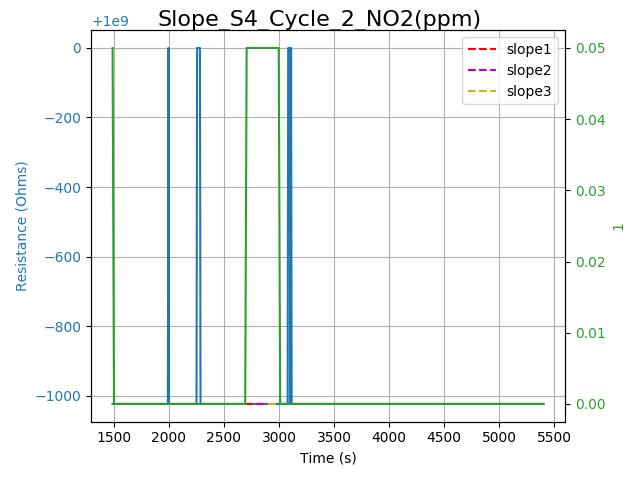 Slope_S4_Cycle_2_NO2(ppm)
+1e9
0
−200
−400
−600
−800
−1000
Resistance (Ohms)
1500 2000 2500 3000 3500 4000 4500 5000 5500
Time (s)
0.05
0.04
0.03
0.02
0.01
0.00
1
slope1
slope2
slope3